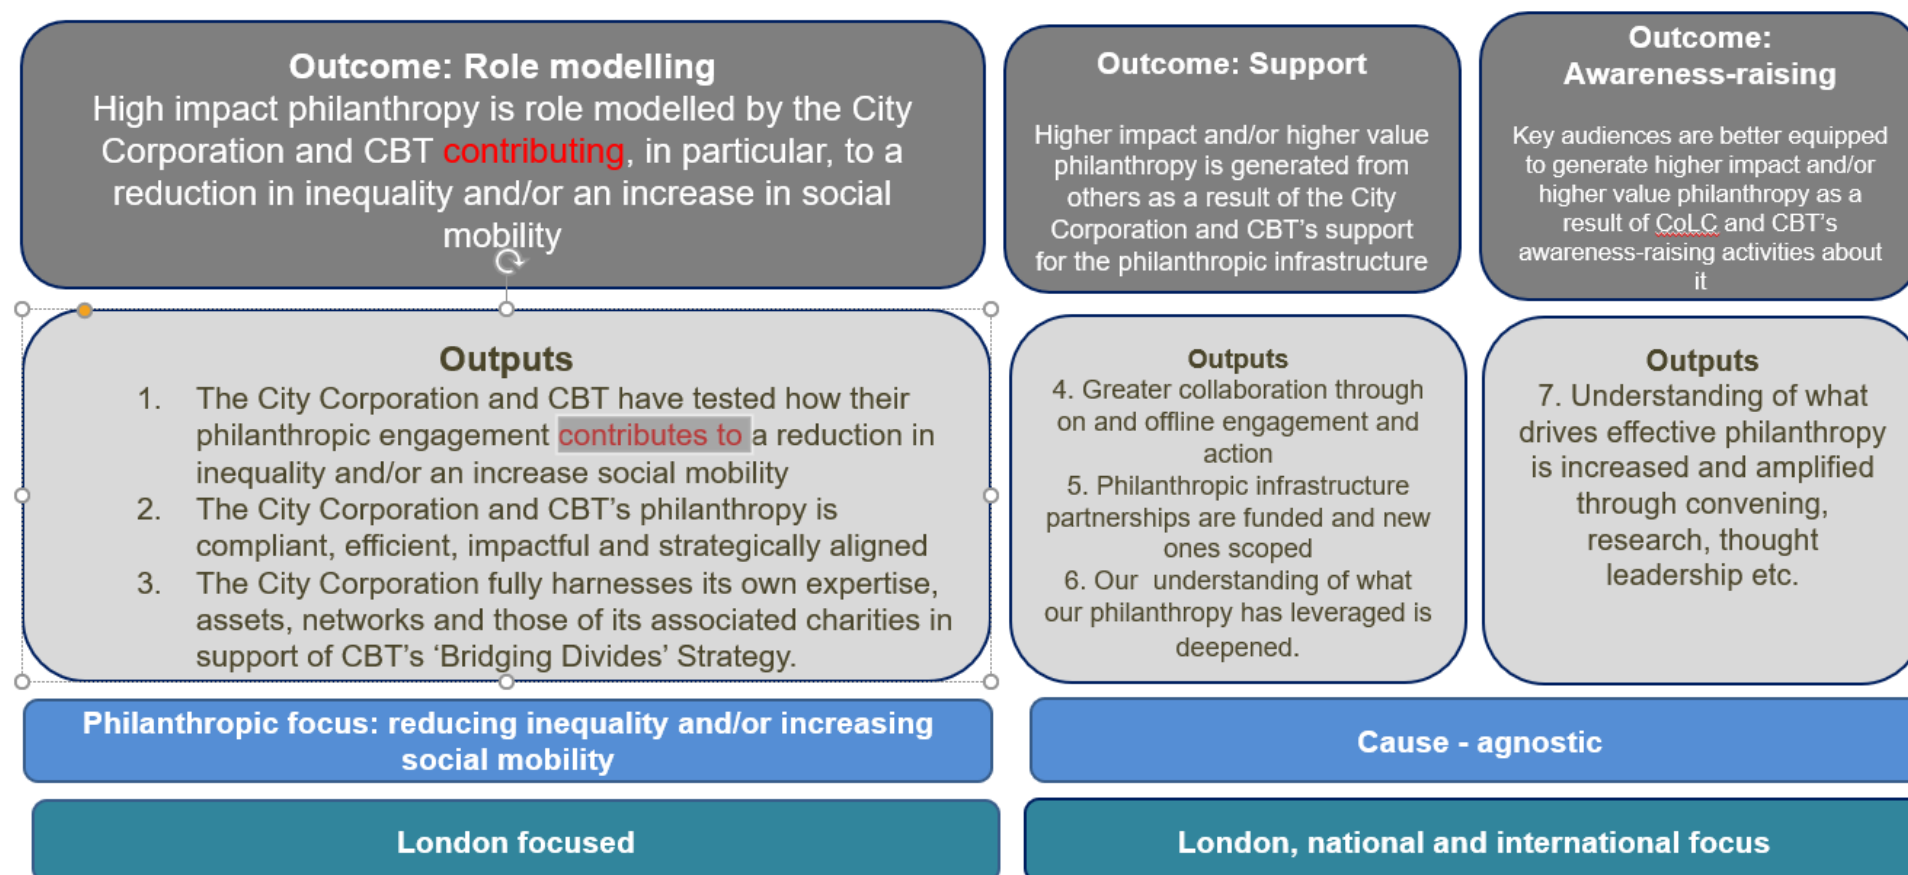 Outcome: Role modelling
High impact philanthropy is role modelled by the City
Corporation and CBT contributing, in particular, to a
reduction in inequality and/or an increase in social
mobility
Outcome: Support
Higher impact and/or higher value
philanthropy is generated from
others as a result of the City
Corporation and CBT’s support
for the philanthropic infrastructure
Outcome:
Awareness-raising
Key audiences are better equipped
to generate higher impact and/or
higher value philanthropy as a
result of CoLC and CBT’s
awareness-raising activities about
it
Outputs
1. The City Corporation and CBT have tested how their
philanthropic engagement contributes to a reduction in
inequality and/or an increase social mobility
2. The City Corporation and CBT’s philanthropy is
compliant, efficient, impactful and strategically aligned
3. The City Corporation fully harnesses its own expertise,
assets, networks and those of its associated charities in
support of CBT’s ‘Bridging Divides’ Strategy.
Outputs
4. Greater collaboration through
on and offline engagement and
action
5. Philanthropic infrastructure
partnerships are funded and new
ones scoped
6. Our  understanding of what
our philanthropy has leveraged is
deepened.
Outputs
7. Understanding of what
drives effective philanthropy
is increased and amplified
through convening,
research, thought
leadership etc.
Philanthropic focus: reducing inequality and/or increasing
social mobility
Cause - agnostic
London focused
London, national and international focus